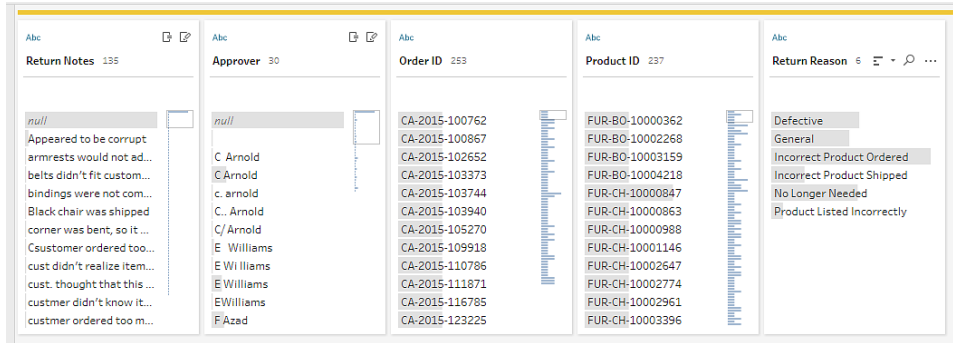 Abc
Return Notes 135
null
Appeared to be corrupt
armrests would not ad...
belts didn't fit custom...
bindings were not com...
Black chair was shipped
corner was bent, so it ...
Csustomer ordered too...
cust didn't realize item...
cust. thought that this ...
custmer didn't know it...
custmer ordered too m...
Abc
Approver 30
null
C Arnold
C Arnold
c. arnold
C.. Arnold
C/ Arnold
E  Williams
E Wi lliams
E Williams
EWilliams
F Azad
Abc
Order ID 253
CA-2015-100762
CA-2015-100867
CA-2015-102652
CA-2015-103373
CA-2015-103744
CA-2015-103940
CA-2015-105270
CA-2015-109918
CA-2015-110786
CA-2015-111871
CA-2015-116785
CA-2015-123225
Abc
Product ID 237
FUR-BO-10000362
FUR-BO-10002268
FUR-BO-10003159
FUR-BO-10004218
FUR-CH-10000847
FUR-CH-10000863
FUR-CH-10000988
FUR-CH-10001146
FUR-CH-10002647
FUR-CH-10002774
FUR-CH-10002961
FUR-CH-10003396
Abc
Return Reason 6
Defective
General
Incorrect Product Ordered
Incorrect Product Shipped
No Longer Needed
Product Listed Incorrectly